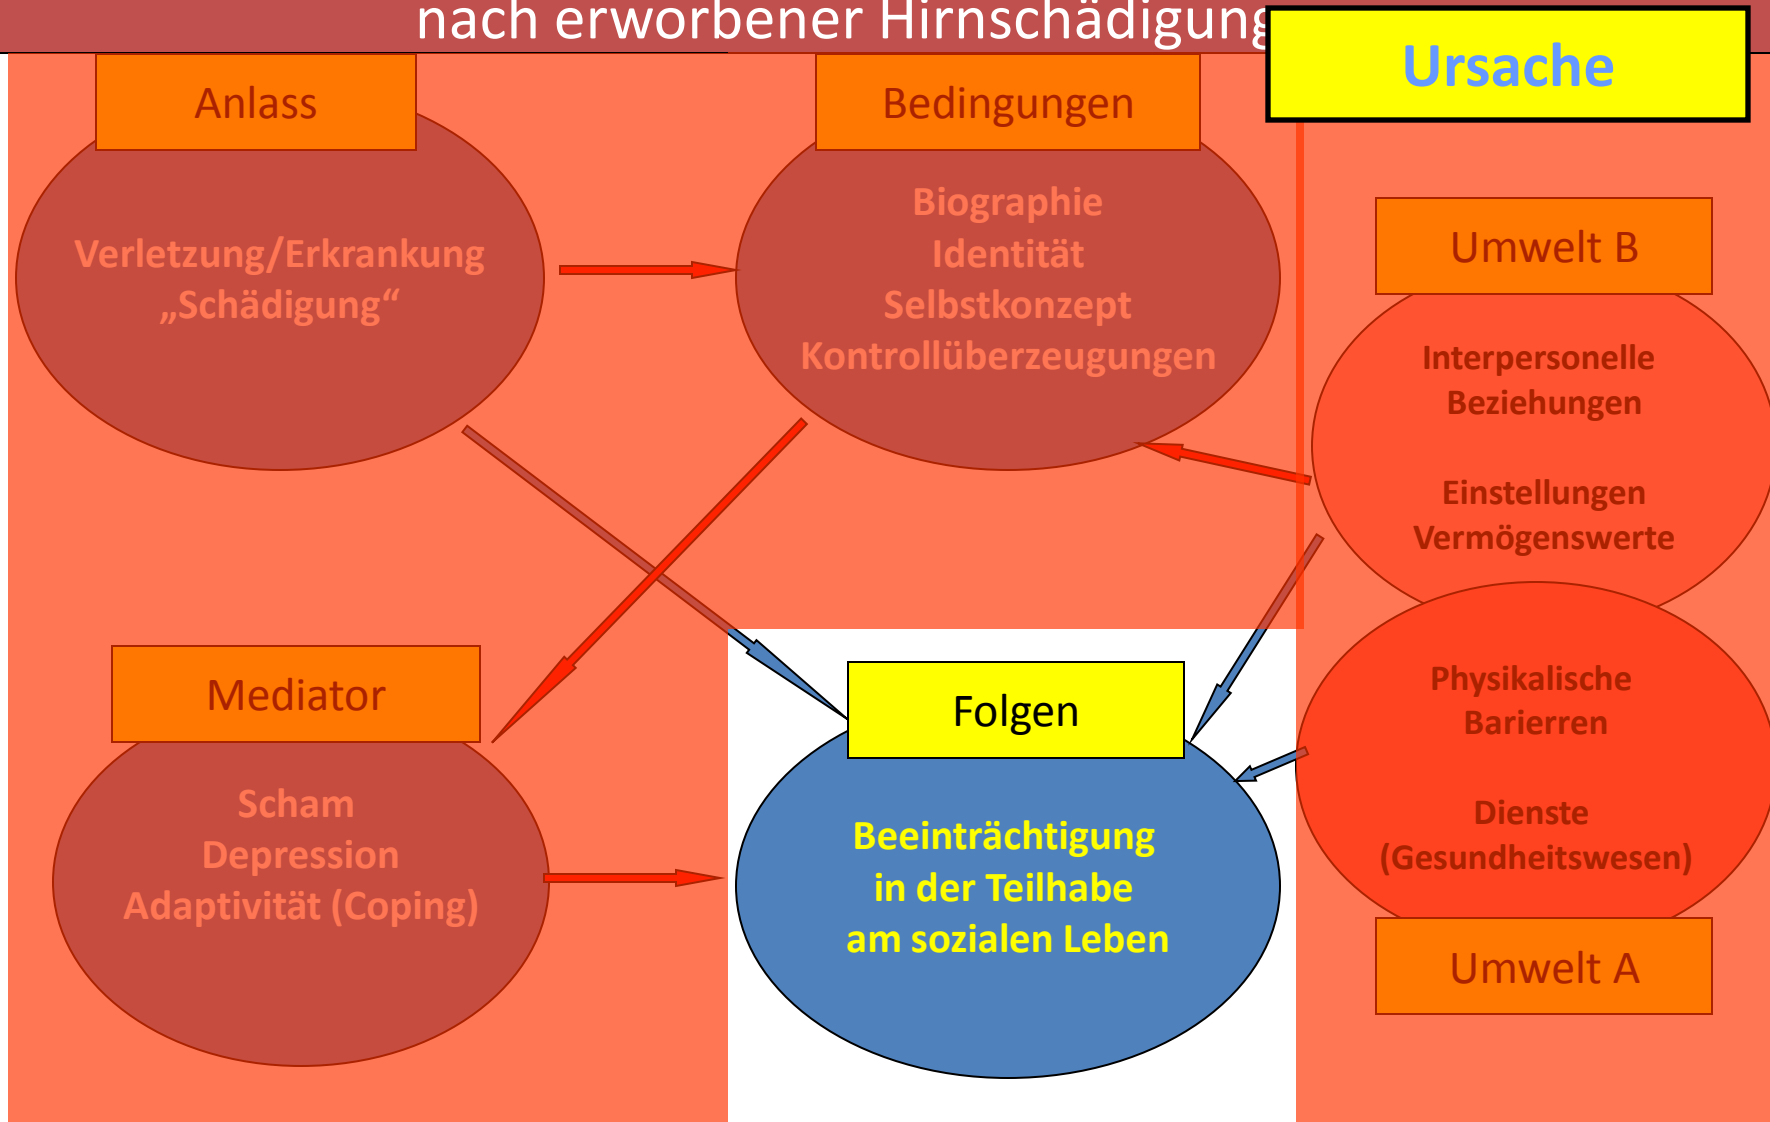 nach erworbener Hirnschädigung
Ursache
Anlass
Verletzung/Erkrankung
„Schädigung“
Bedingungen
Biographie
Identität
Selbstkonzept
Kontrollüberzeugungen
Umwelt B
Interpersonelle
Beziehungen
Einstellungen
Vermögenswerte
Mediator
Scham
Depression
Adaptivität (Coping)
Folgen
Beeinträchtigung
in der Teilhabe
am sozialen Leben
Physikalische
Barierren
Dienste
(Gesundheitswesen)
Umwelt A